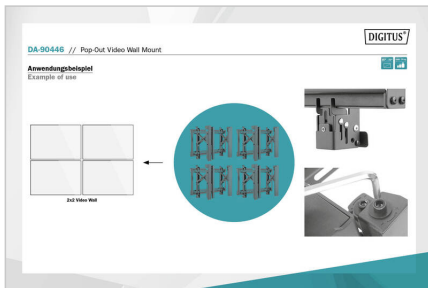 DIGITUS®
DA-90446 // Pop-Out Video Wall Mount
Anwendungsbeispiel
Example of use
2x2 Video Wall